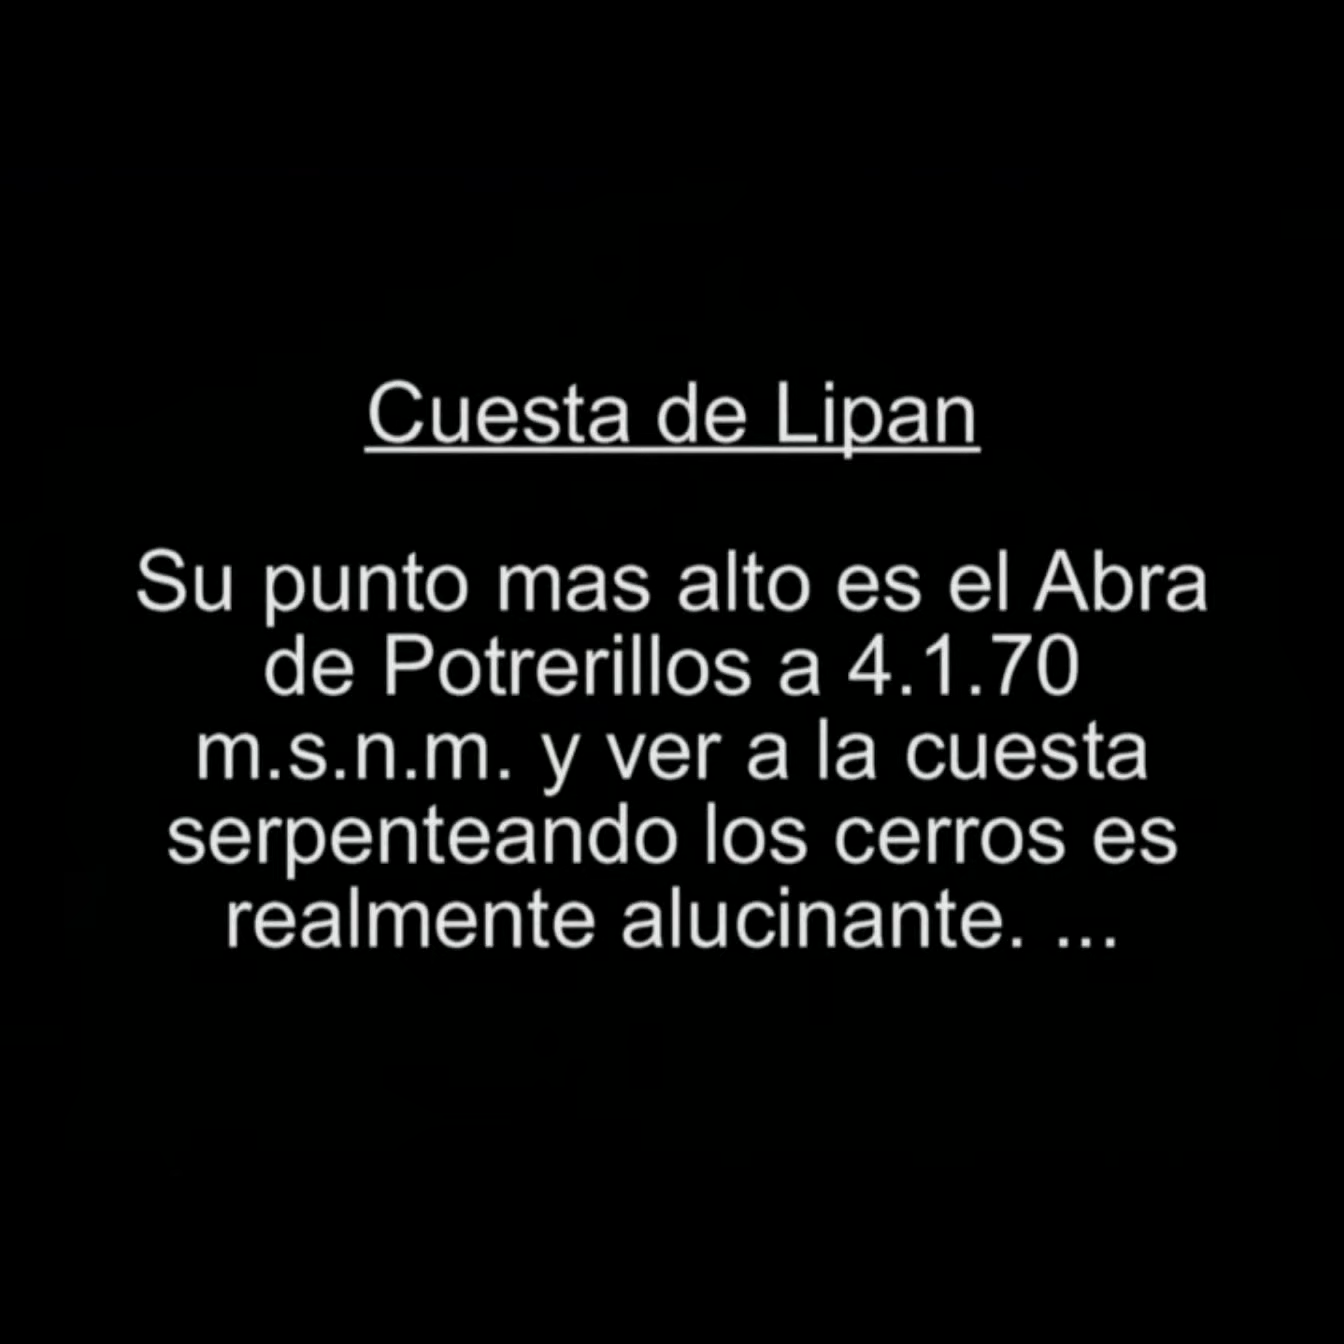 Cuesta de Lipan
Su punto mas alto es el Abra
de Potrerillos a 4.1.70
m.s.n.m. y ver a la cuesta
serpenteando los cerros es
realmente alucinante. ...